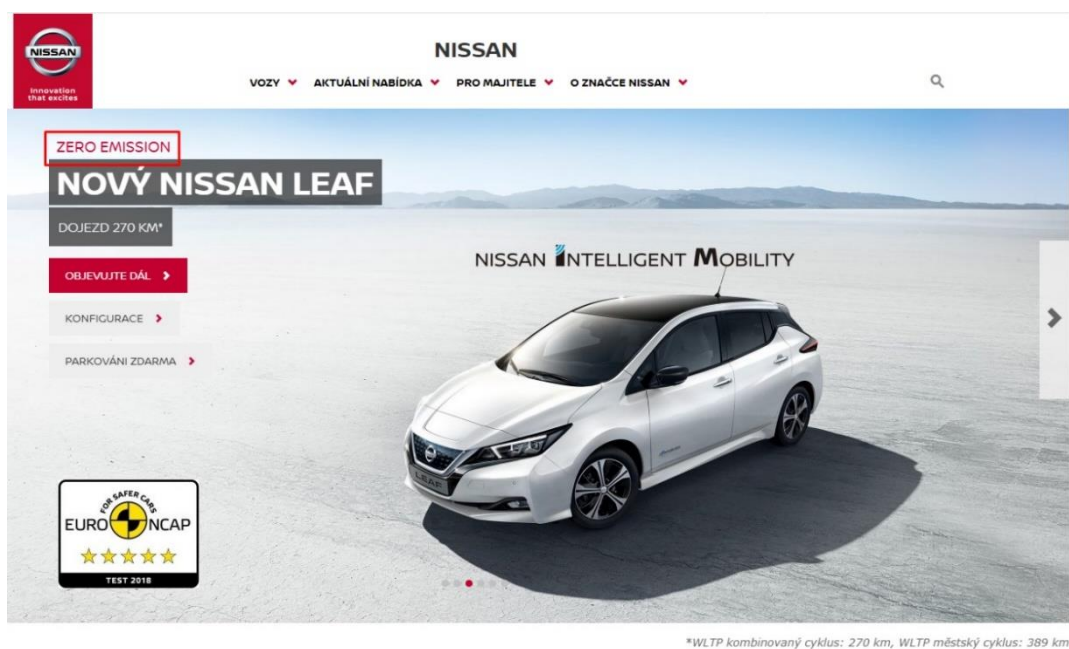 NISSAN
Innovation
that excites
NISSAN
VOZY AKTUÁLNÍ NABÍDKA PRO MAJITELE O ZNAČCE NISSAN
ZERO EMISSION
NOVÝ NISSAN LEAF
DOJEZD 270 KM*
NISSAN INTELLIGENT MOBILITY
OBJEVUJTE DÁL
KONFIGURACE
PARKOVÁNI ZDARMA
LEAF
FOR SAFER CARS
EURO NCAP
TEST 2018
*WLTP kombinovaný cyklus: 270 km, WLTP městský cyklus: 389 km